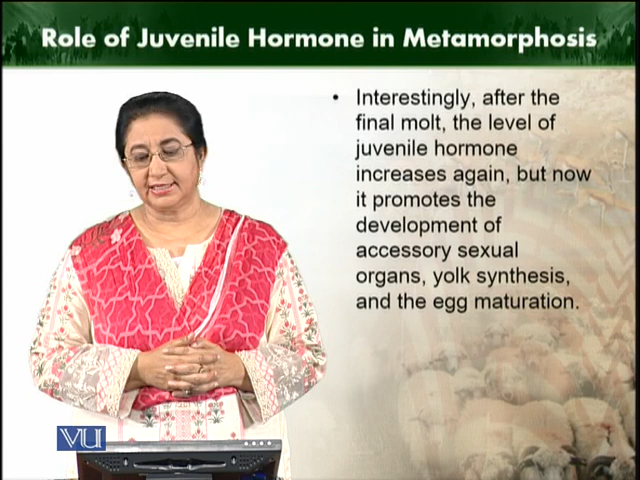 Role of Juvenile Hormone in Metamorphosis
• Interestingly, after the
final molt, the level of
juvenile hormone
increases again, but now
it promotes the
development of
accessory sexual
organs, yolk synthesis,
and the egg maturation.
VU